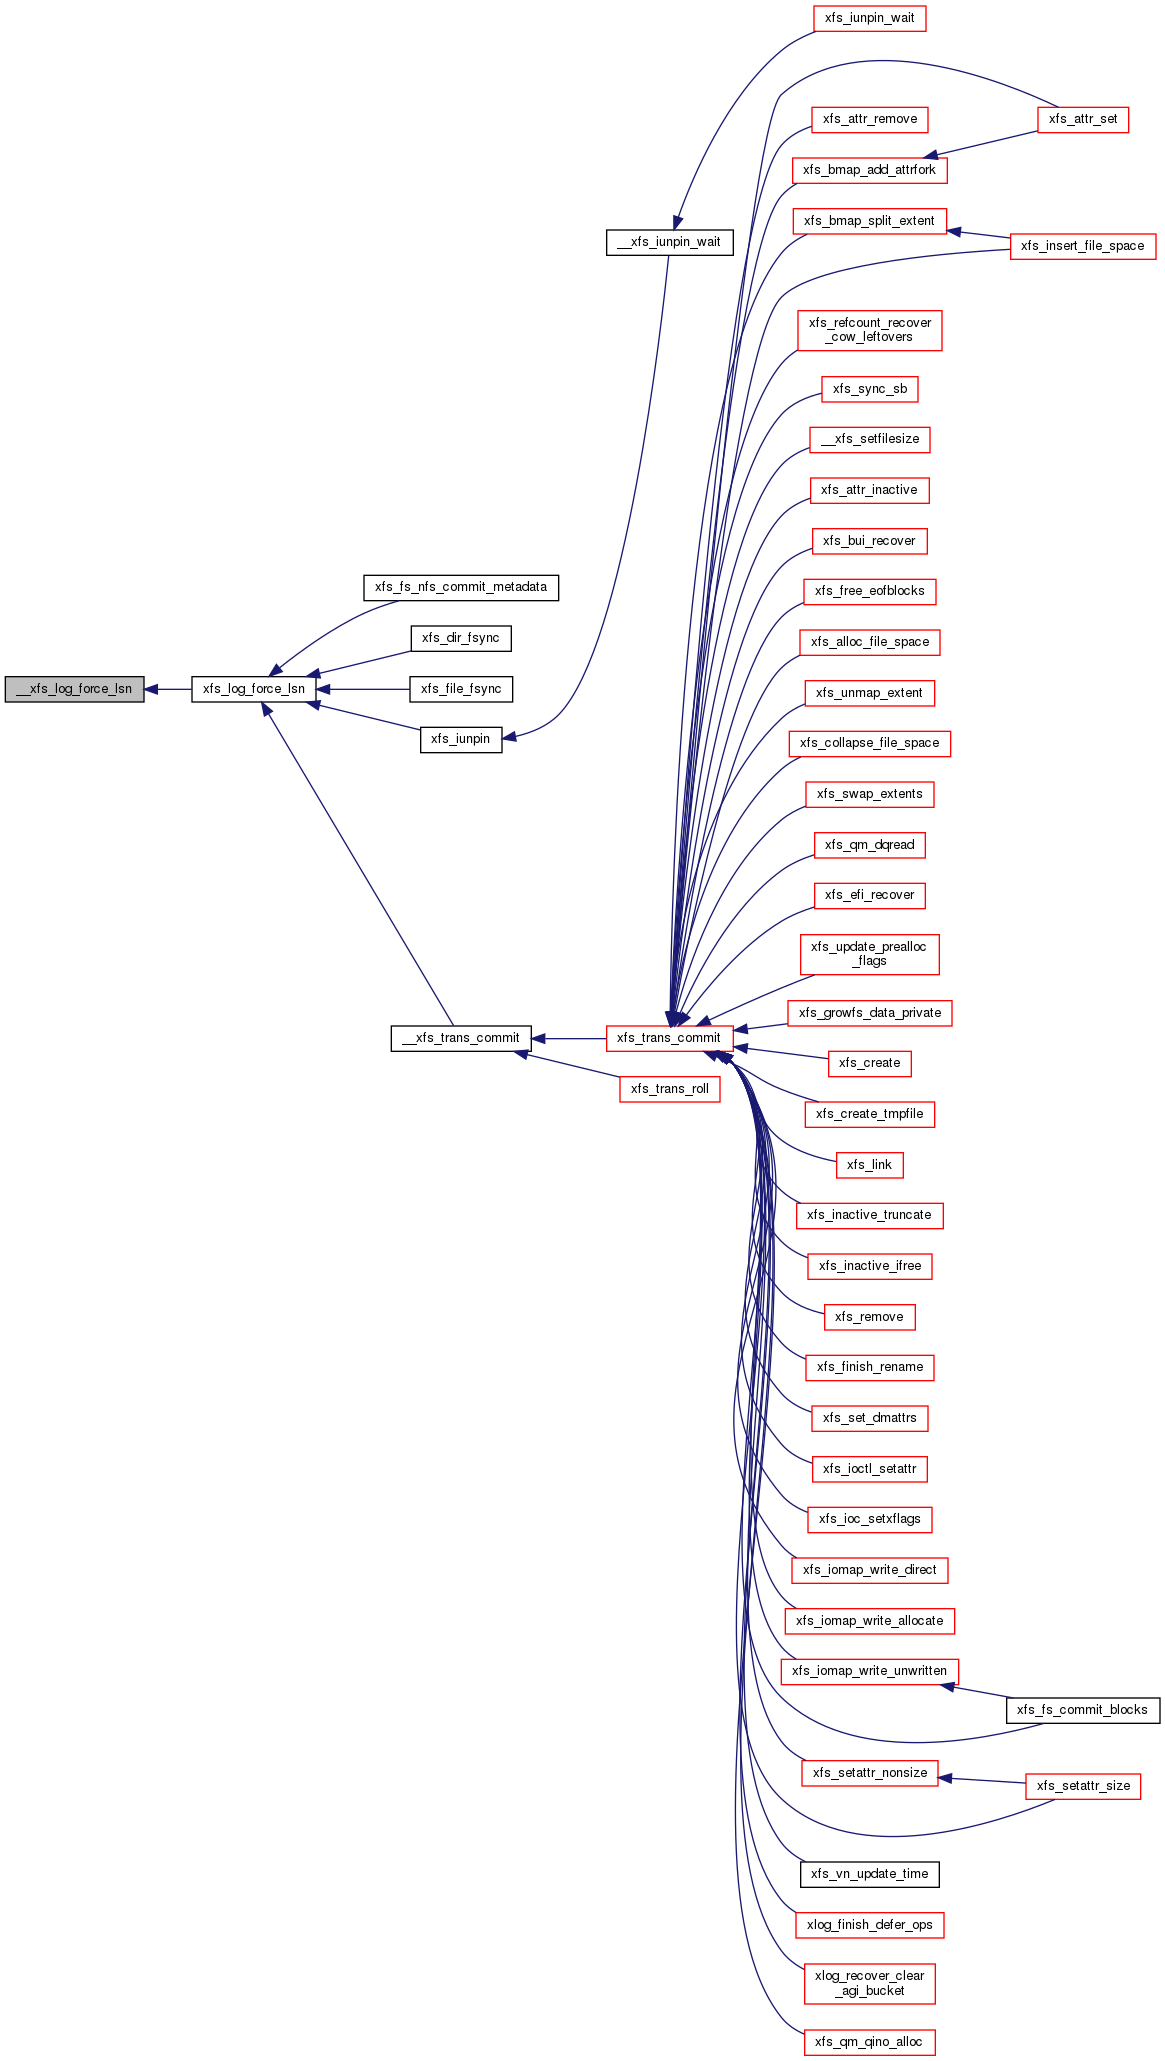 xfs_iunpin_wait
xfs_attr_set
xfs_attr_remove
xfs_bmap_add_attrfork
xfs_bmap_split_extent
__xfs_iunpin_wait
xfs_insert_file_space
xfs_refcount_recover
_cow_leftovers
xfs_sync_sb
__xfs_setfilesize
xfs_attr_inactive
xfs_bui_recover
xfs_fs_nfs_commit_metadata
xfs_free_eofblocks
xfs_dir_fsync
xfs_alloc_file_space
__xfs_log_force_lsn
xfs_log_force_lsn
xfs_file_fsync
xfs_unmap_extent
xfs_iunpin
xfs_collapse_file_space
xfs_swap_extents
xfs_qm_dqread
xfs_efi_recover
xfs_update_prealloc
_flags
xfs_growfs_data_private
__xfs_trans_commit
xfs_trans_commit
xfs_create
xfs_trans_roll
xfs_create_tmpfile
xfs_link
xfs_inactive_truncate
xfs_inactive_ifree
xfs_remove
xfs_finish_rename
xfs_set_dmattrs
xfs_ioctl_setattr
xfs_ioc_setxflags
xfs_iomap_write_direct
xfs_iomap_write_allocate
xfs_iomap_write_unwritten
xfs_fs_commit_blocks
xfs_setattr_nonsize
xfs_setattr_size
xfs_vn_update_time
xlog_finish_defer_ops
xlog_recover_clear
_agi_bucket
xfs_qm_qino_alloc